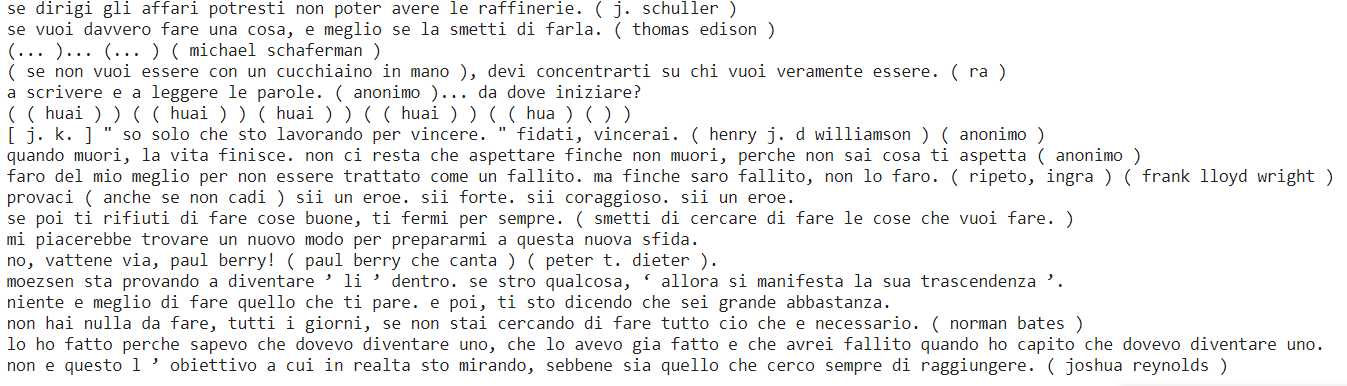 se dirigi gli affari potresti non poter avere le raffinerie. ( j. schuller )
se vuoi davvero fare una cosa, e meglio se la smetti di farla. ( thomas edison )
(... )... (... ) ( michael schaferman )
( se non vuoi essere con un cucchiaino in mano ), devi concentrarti su chi vuoi veramente essere. ( ra )
a scrivere e a leggere le parole. ( anonimo )... da dove iniziare?
( ( huai ) ) ( ( huai ) ) ( huai ) ) ( ( huai ) ) ( ( hua ) ( ) )
[ j. k. ] " so solo che sto lavorando per vincere. " fidati, vincerai. ( henry j. d williamson ) ( anonimo )
quando muori, la vita finisce. non ci resta che aspettare finche non muori, perche non sai cosa ti aspetta ( anonimo )
faro del mio meglio per non essere trattato come un fallito. ma finche saro fallito, non lo faro. ( ripeto, ingra ) ( frank lloyd wright )
provaci ( anche se non cadi ) sii un eroe. sii forte. sii coraggioso. sii un eroe.
se poi ti rifiuti di fare cose buone, ti fermi per sempre. ( smetti di cercare di fare le cose che vuoi fare. )
mi piacerebbe trovare un nuovo modo per prepararmi a questa nuova sfida.
no, vattene via, paul berry! ( paul berry che canta ) ( peter t. dieter ).
moezsen sta provando a diventare ’ li ’ dentro. se stro qualcosa, ‘ allora si manifesta la sua trascendenza ’.
niente e meglio di fare quello che ti pare. e poi, ti sto dicendo che sei grande abbastanza.
non hai nulla da fare, tutti i giorni, se non stai cercando di fare tutto cio che e necessario. ( norman bates )
lo ho fatto perche sapevo che dovevo diventare uno, che lo avevo gia fatto e che avrei fallito quando ho capito che dovevo diventare uno.
non e questo l ’ obiettivo a cui in realta sto mirando, sebbene sia quello che cerco sempre di raggiungere. ( joshua reynolds )